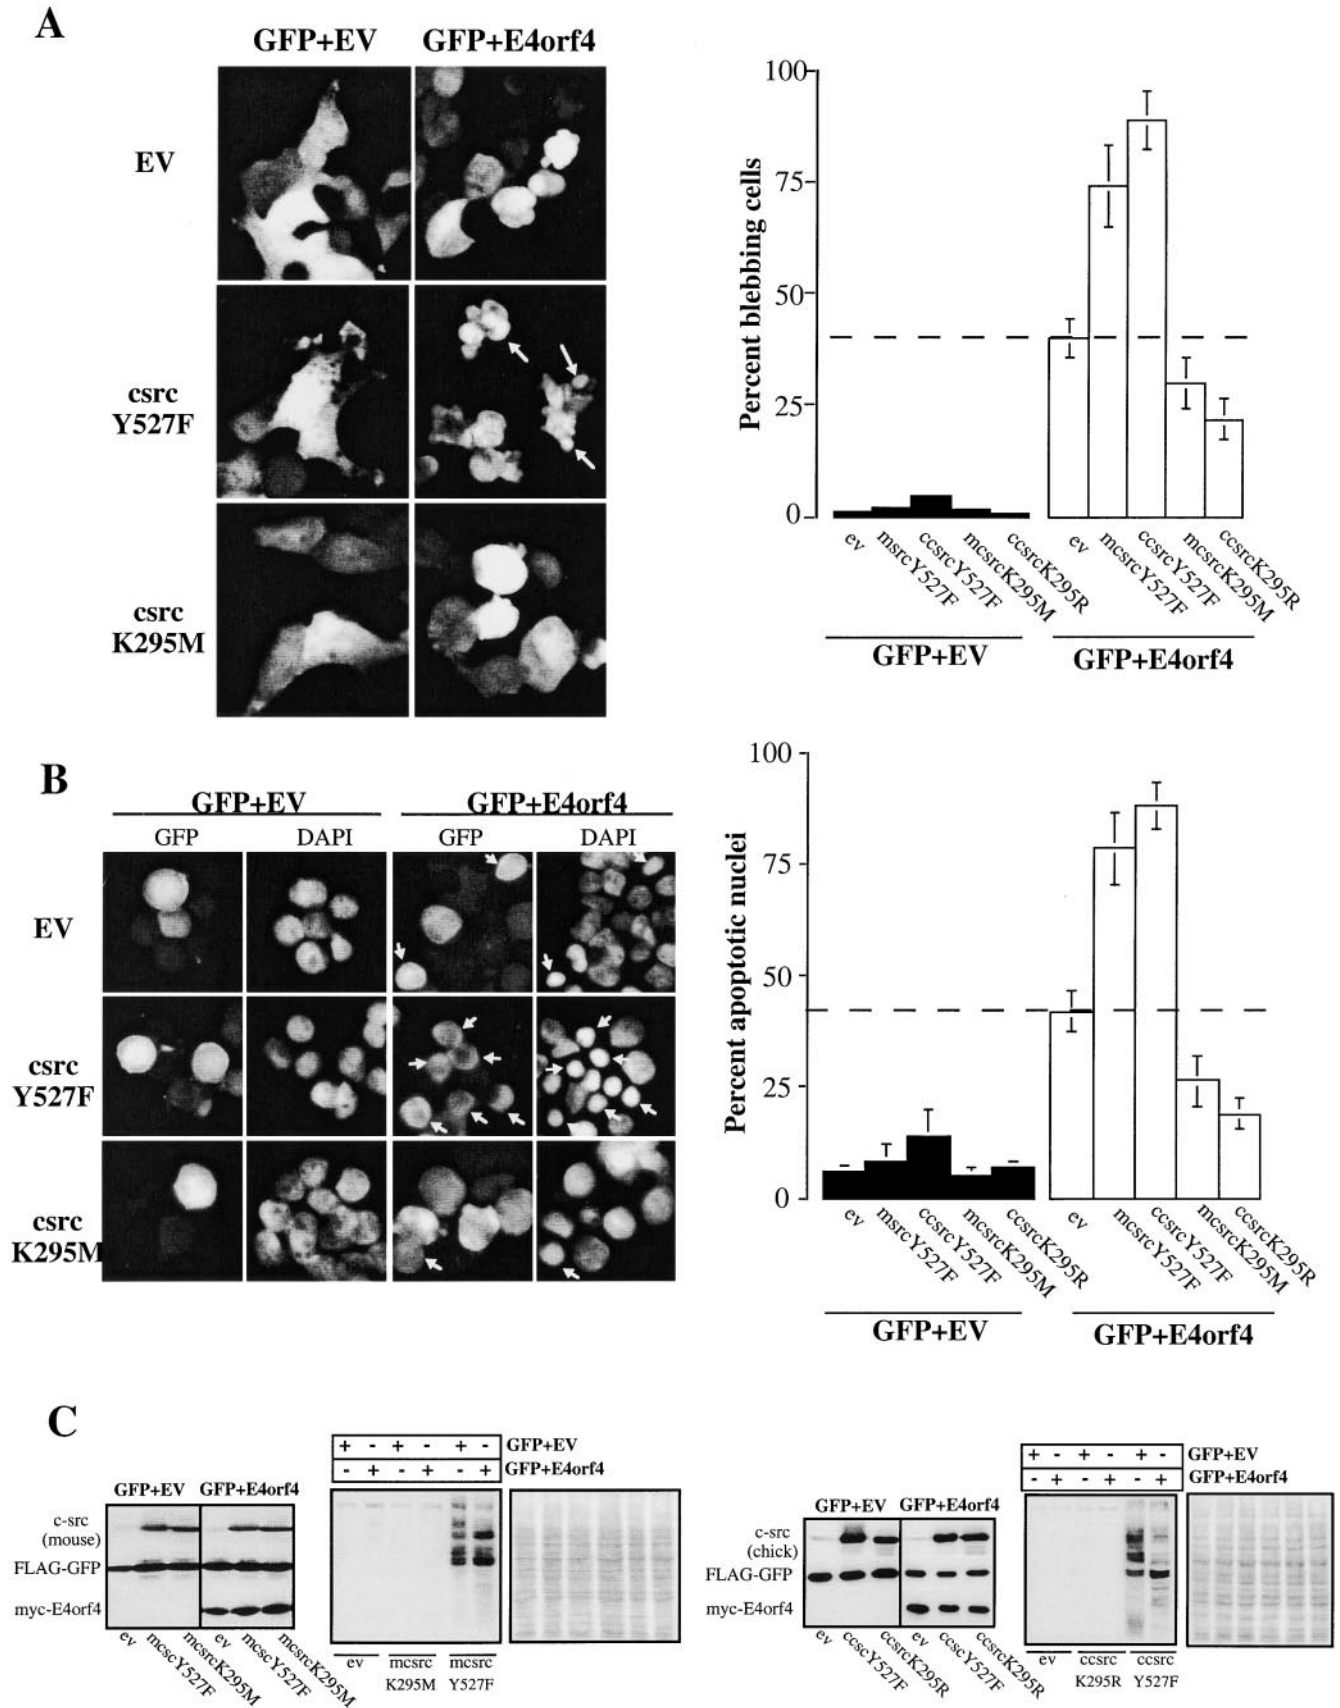 A
GFP+EV GFP+E4orf4
EV
csrc
Y527F
csrc
K295M
Percent blebbing cells
100
75
50
25
0
ev msrcY527F ccsrcY527F mcsrcK295M ccsrcK295R
ev mcsrcY527F ccsrcY527F mcsrcK295M ccsrcK295R
GFP+EV GFP+E4orf4
B
GFP+EV GFP+E4orf4
GFP DAPI GFP DAPI
EV
csrc
Y527F
csrc
K295M
Percent apoptotic nuclei
100
75
50
25
0
ev msrcY527F ccsrcY527F mcsrcK295M ccsrcK295R
ev mcsrcY527F ccsrcY527F mcsrcK295M ccsrcK295R
GFP+EV GFP+E4orf4
C
GFP+EV GFP+E4orf4
c-src
(mouse)
FLAG-GFP
myc-E4orf4
ev mcscY527F mcsrcK295M ev mcscY527F mcsrcK295M
+ - + - + - GFP+EV
- + - + - + GFP+E4orf4
ev mcsrc mcsrc
K295M Y527F
GFP+EV GFP+E4orf4
c-src
(chick)
FLAG-GFP
myc-E4orf4
ev ccscY527F ccsrcK295R ev ccscY527F ccsrcK295R
+ - + - + - GFP+EV
- + - + - + GFP+E4orf4
ev ccsrc ccsrc
K295R Y527F